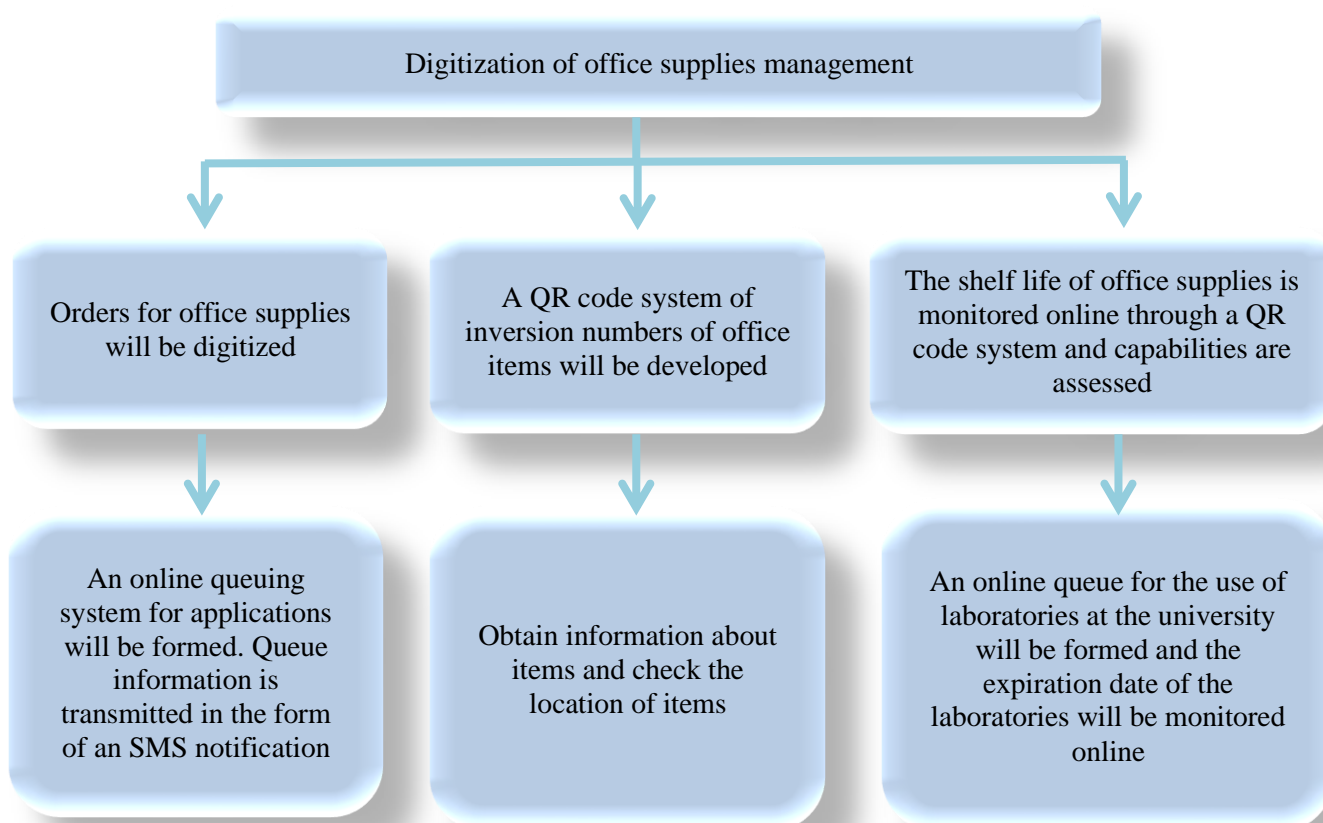 Digitization of office supplies management
Orders for office supplies
will be digitized
A QR code system of
inversion numbers of office
items will be developed
The shelf life of office supplies is
monitored online through a QR
code system and capabilities are
assessed
An online queuing
system for applications
will be formed. Queue
information is
transmitted in the form
of an SMS notification
Obtain information about
items and check the
location of items
An online queue for the use of
laboratories at the university
will be formed and the
expiration date of the
laboratories will be monitored
online